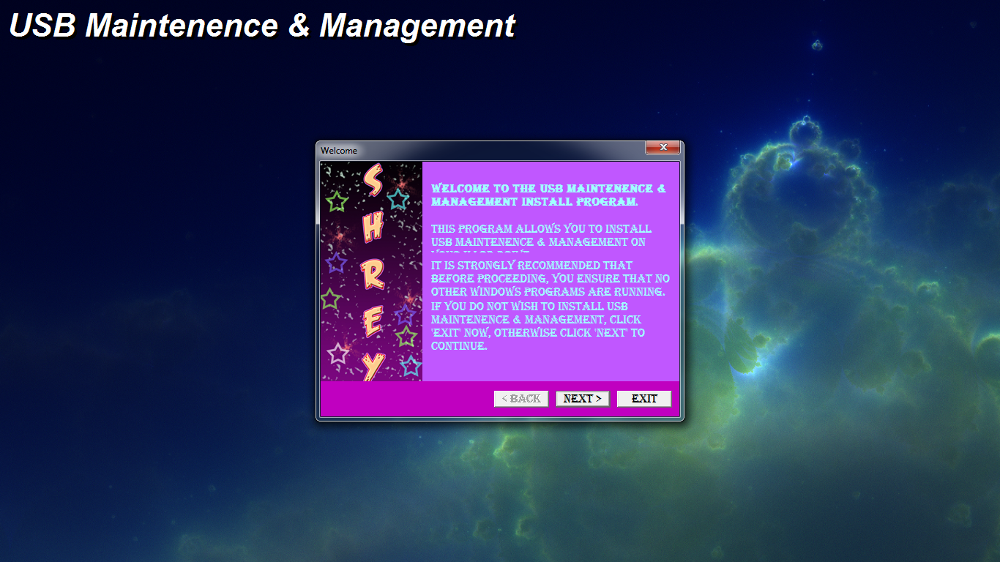 USB Maintenence & Management
Welcome
S
H
R
E
Y
WELCOME TO THE USB MAINTENENCE &
MANAGEMENT INSTALL PROGRAM.
THIS PROGRAM ALLOWS YOU TO INSTALL
USB MAINTENENCE & MANAGEMENT ON
IT IS STRONGLY RECOMMENDED THAT
BEFORE PROCEEDING, YOU ENSURE THAT NO
OTHER WINDOWS PROGRAMS ARE RUNNING.
IF YOU DO NOT WISH TO INSTALL USB
MAINTENENCE & MANAGEMENT, CLICK
'EXIT' NOW, OTHERWISE CLICK 'NEXT' TO
CONTINUE.
< BACK
NEXT >
EXIT